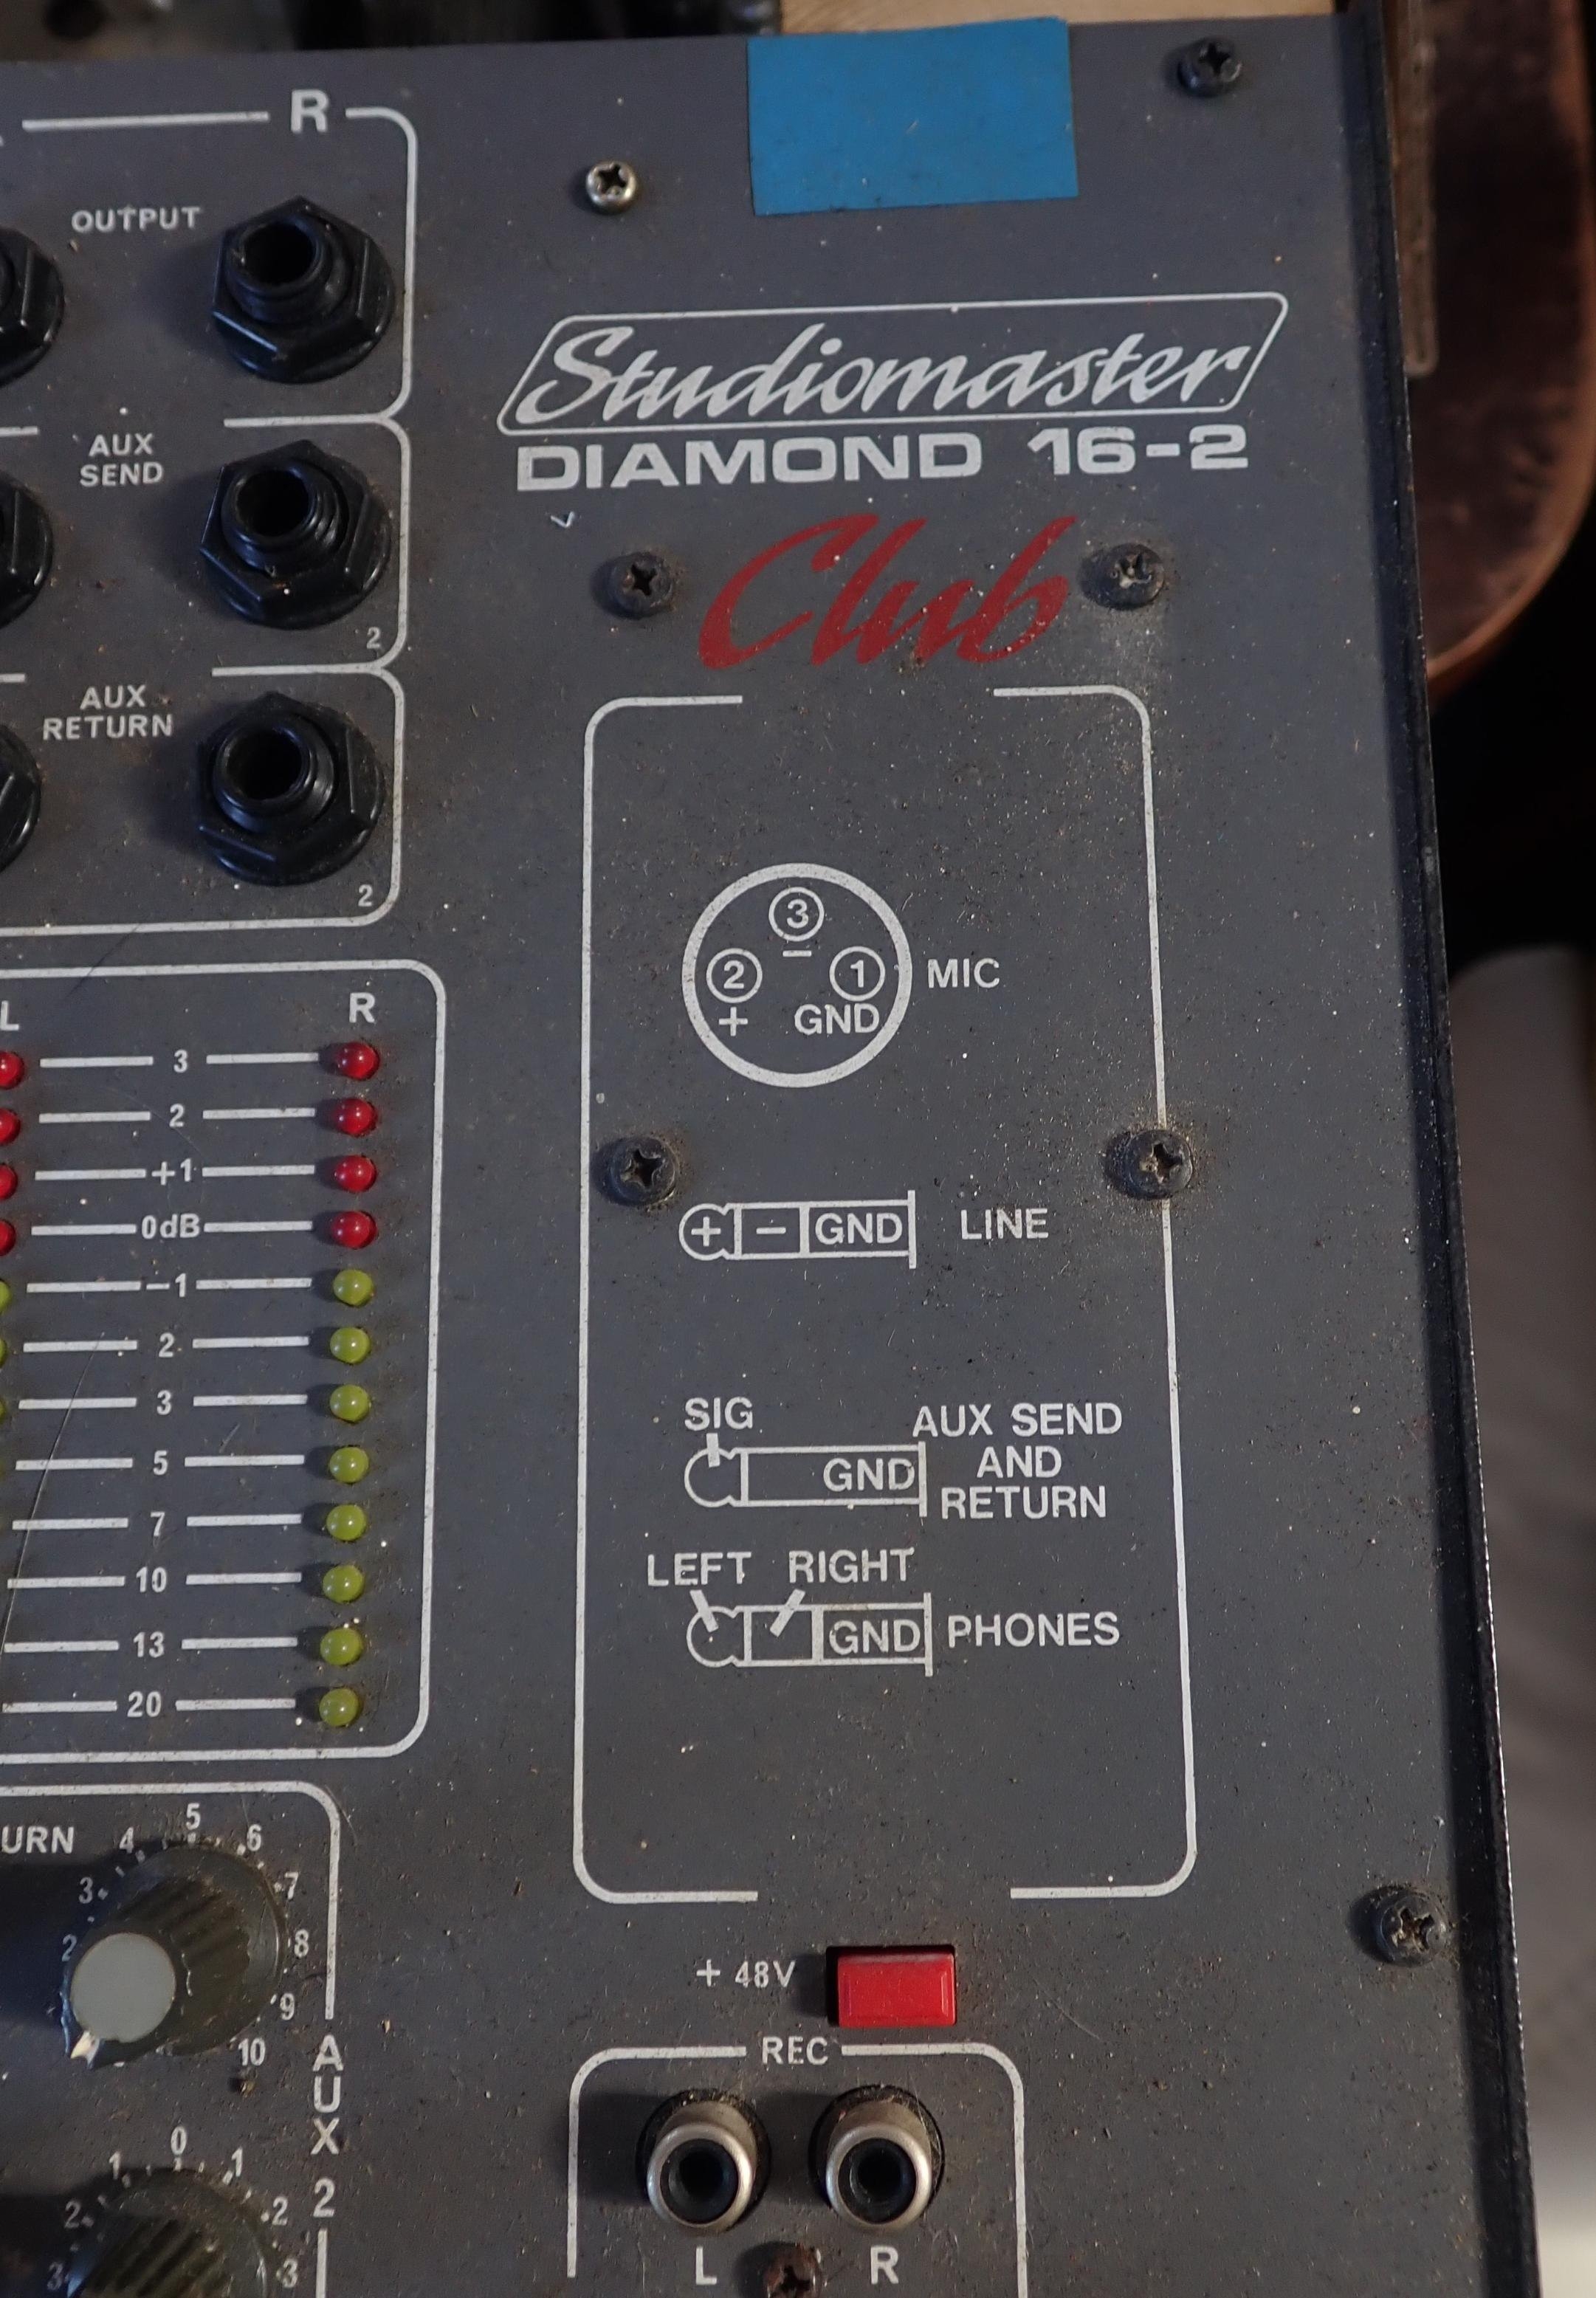 R
OUTPUT
AUX
SEND
2
AUX
RETURN
2
Studiomaster
DIAMOND 16-2
Club
3
−
2
1
MIC
+
GND
+
−
GND
LINE
SIG
GND
AUX SEND
AND
RETURN
LEFT
RIGHT
GND
PHONES
L
R
3
2
+1
0dB
−1
2
3
5
7
10
13
20
URN
2
3
4
5
6
7
8
9
10
AUX 2
3
2
1
0
1
2
3
+ 48V
REC
L
R